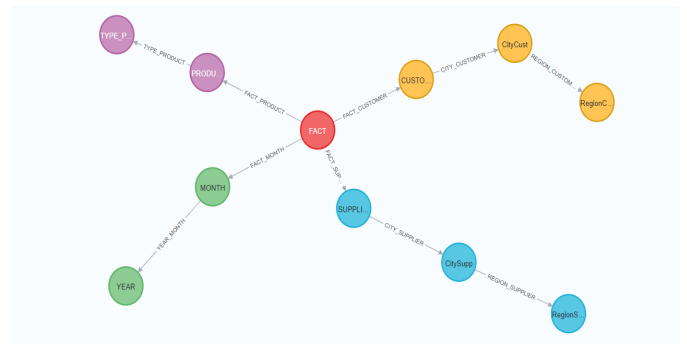 TYPE_P...
TYPE_PRODUCT
PRODU...
FACT_PRODUCT
CityCust
CITY_CUSTOMER
REGION_CUSTOM...
CUSTO...
RegionC...
FACT_CUSTOMER
FACT
FACT_MONTH
FACT_SUP...
MONTH
SUPPLI...
YEAR_MONTH
CITY_SUPPLIER
CitySupp
REGION_SUPPLIER
YEAR
RegionS...